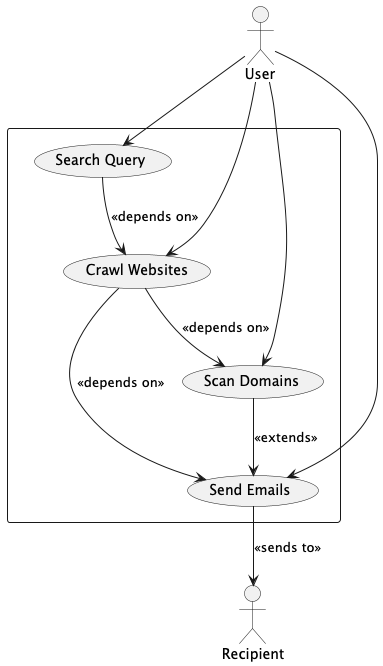 User
Search Query
«depends on»
Crawl Websites
«depends on»
«depends on»
Scan Domains
«extends»
Send Emails
«sends to»
Recipient